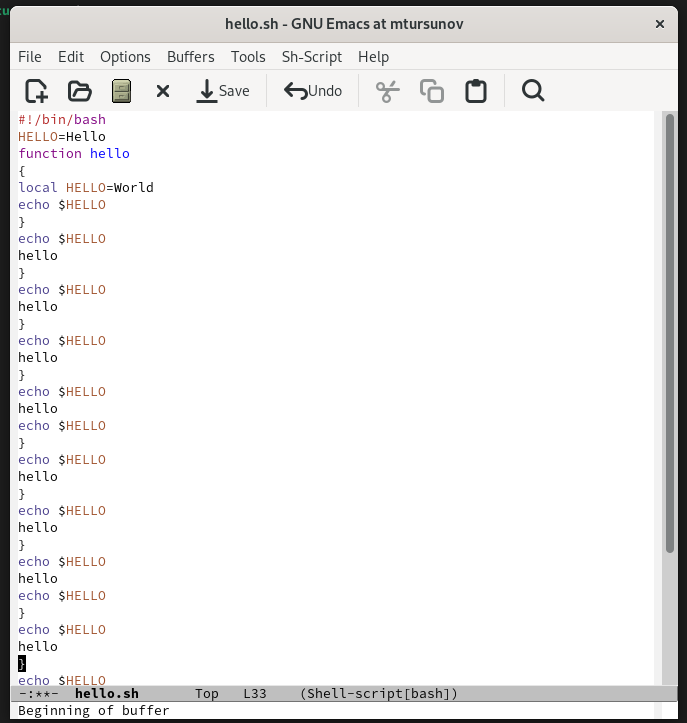 hello.sh - GNU Emacs at mtursunov ×
File Edit Options Buffers Tools Sh-Script Help
Save Undo
#!/bin/bash
HELLO=Hello
function hello
{
local HELLO=World
echo $HELLO
}
echo $HELLO
hello
}
echo $HELLO
hello
}
echo $HELLO
hello
}
echo $HELLO
hello
echo $HELLO
}
echo $HELLO
hello
}
echo $HELLO
hello
}
echo $HELLO
hello
echo $HELLO
}
echo $HELLO
hello
}
echo $HELLO
-:**- hello.sh Top L33 (Shell-script[bash])
Beginning of buffer